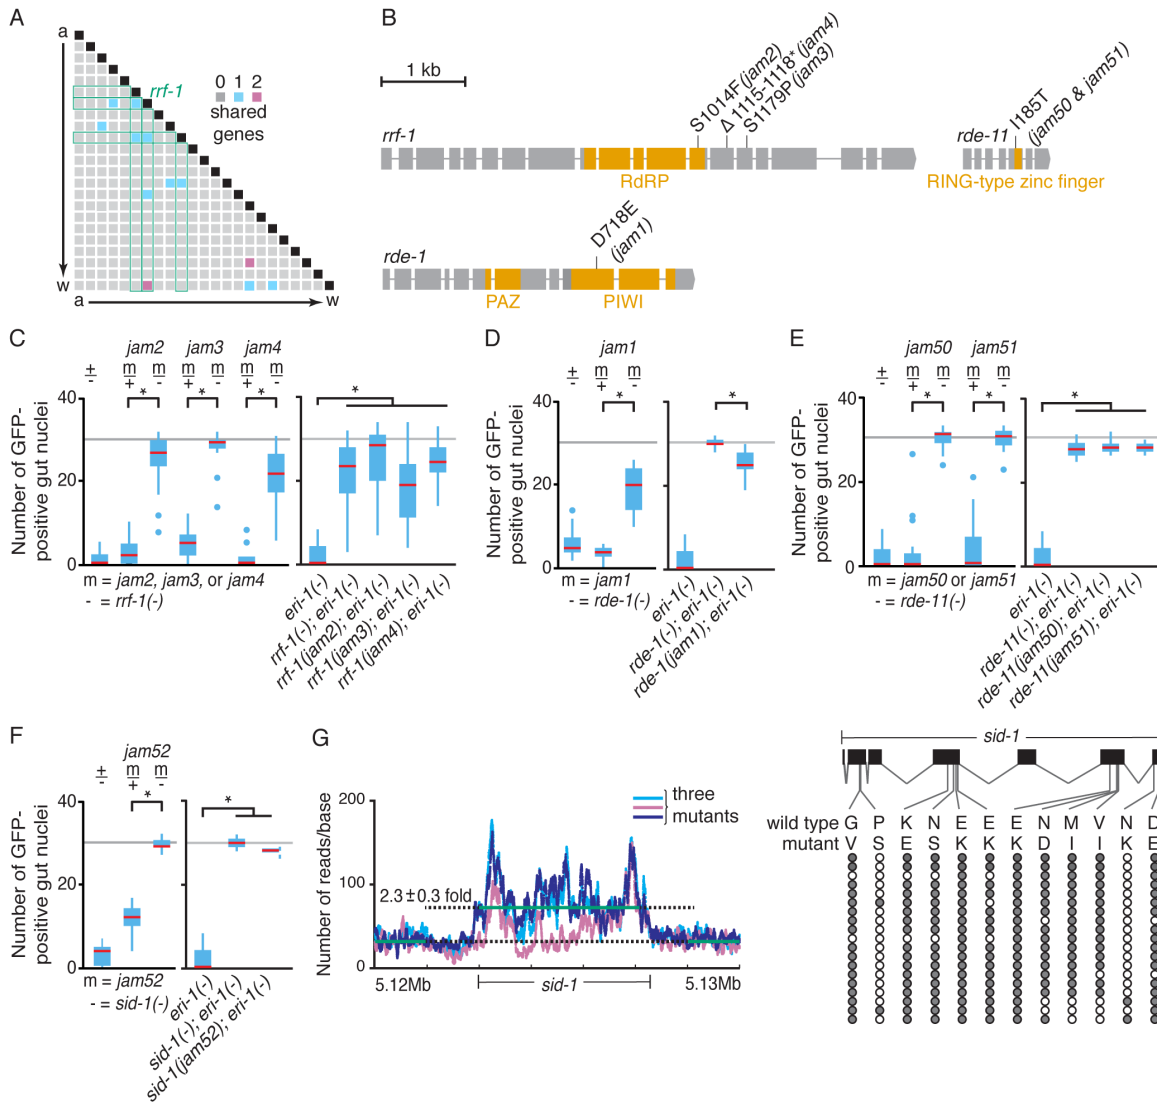 A
a
w
a
w
rrf-1
0 1 2
shared
genes
B
1 kb
rrf-1
S1014F (jam2)
Δ 1115-1118* (jam4)
S1179P (jam3)
RdRP
rde-11
I185T
(jam50 & jam51)
RING-type zinc finger
rde-1
D718E
(jam1)
PAZ
PIWI
C
jam2 jam3 jam4
+ m m m m m m
- + - + - + -
* * * *
Number of GFP-
positive gut nuclei
40
20
0
m = jam2, jam3, or jam4
- = rrf-1(-)
eri-1(-)
rrf-1(-); eri-1(-)
rrf-1(jam2); eri-1(-)
rrf-1(jam3); eri-1(-)
rrf-1(jam4); eri-1(-)
D
jam1
+ m m
- + -
* *
Number of GFP-
positive gut nuclei
40
20
0
m = jam1
- = rde-1(-)
eri-1(-)
rde-1(-); eri-1(-)
rde-1(jam1); eri-1(-)
E
jam50 jam51
+ m m m m
- + - + -
* * *
Number of GFP-
positive gut nuclei
40
20
0
m = jam50 or jam51
- = rde-11(-)
eri-1(-)
rde-11(-); eri-1(-)
rde-11(jam50); eri-1(-)
rde-11(jam51); eri-1(-)
F
jam52
+ m m
- + -
* *
Number of GFP-
positive gut nuclei
40
20
0
m = jam52
- = sid-1(-)
eri-1(-)
sid-1(-); eri-1(-)
sid-1(jam52); eri-1(-)
G
Number of reads/base
200
100
0
three
mutants
2.3 ± 0.3 fold
5.12Mb
sid-1
5.13Mb
sid-1
wild type G P K N E E E N M V N D
mutant V S E S K K K D I I K E